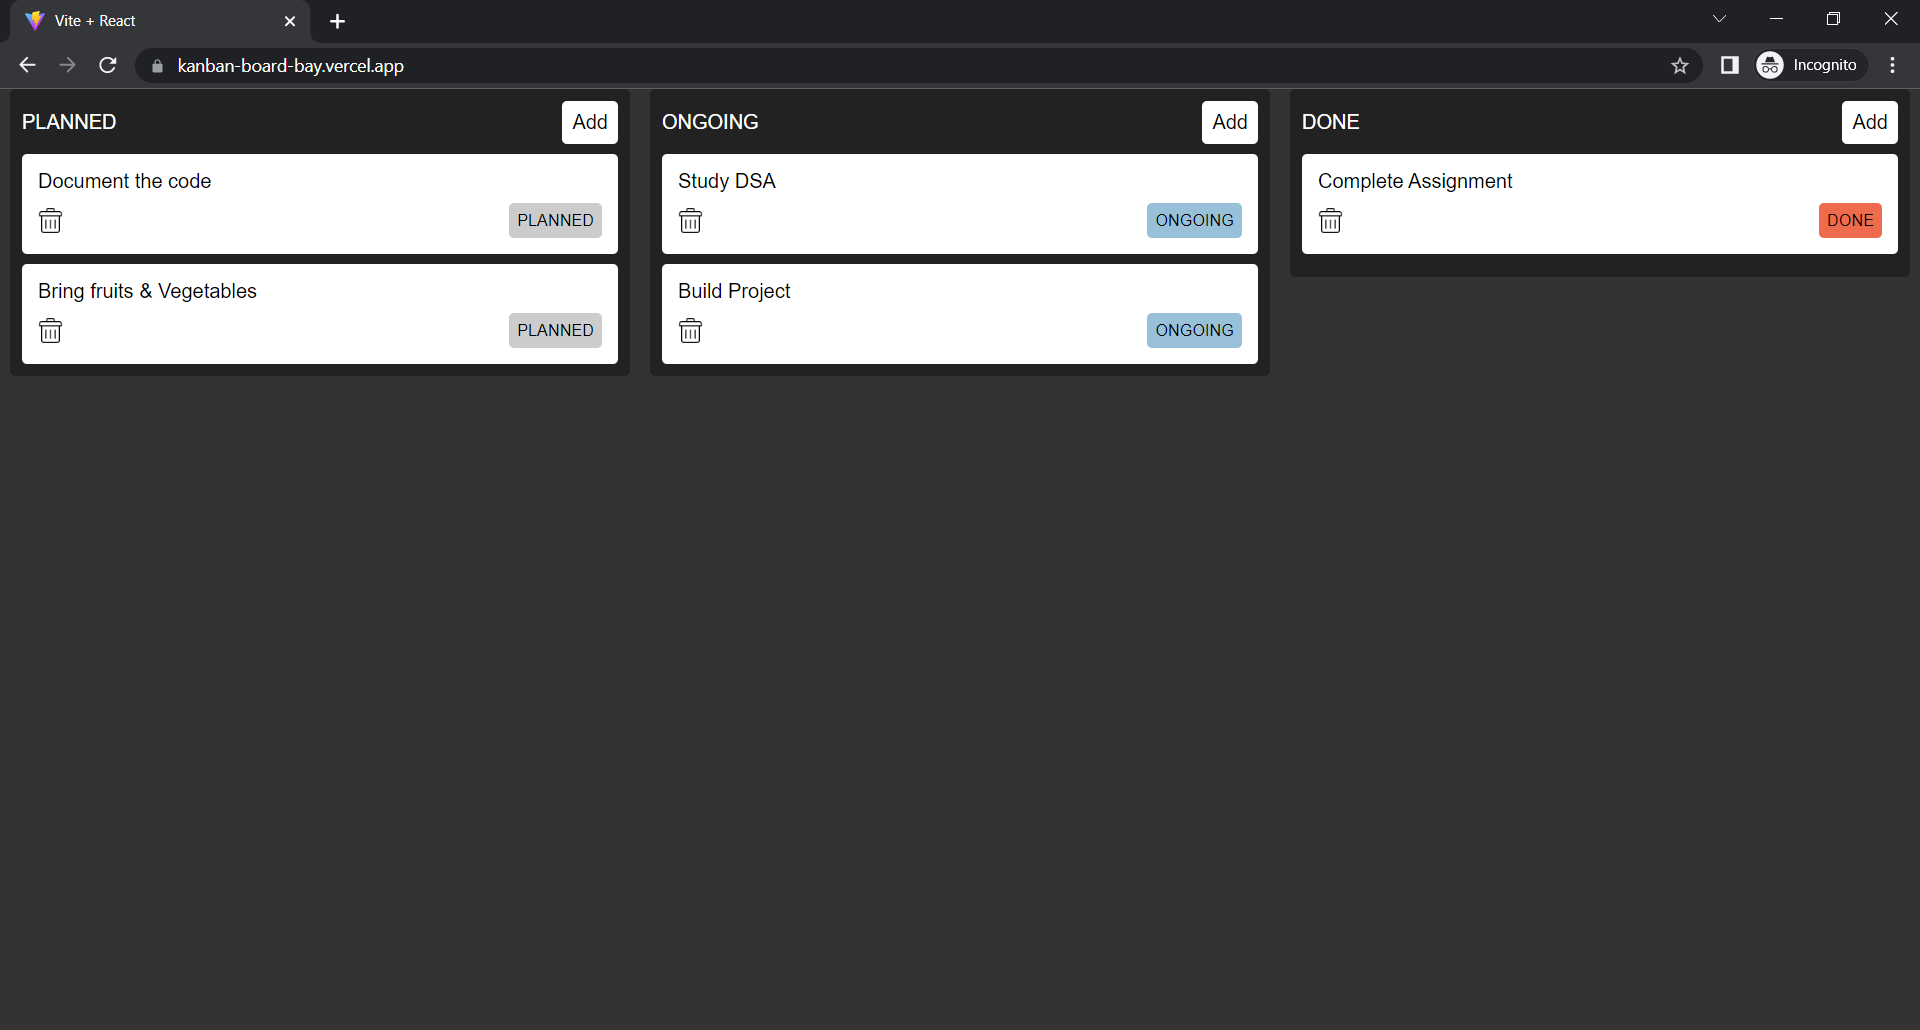 Vite + React
kanban-board-bay.vercel.app
Incognito
PLANNED
Add
Document the code
PLANNED
Bring fruits & Vegetables
PLANNED
ONGOING
Add
Study DSA
ONGOING
Build Project
ONGOING
DONE
Add
Complete Assignment
DONE